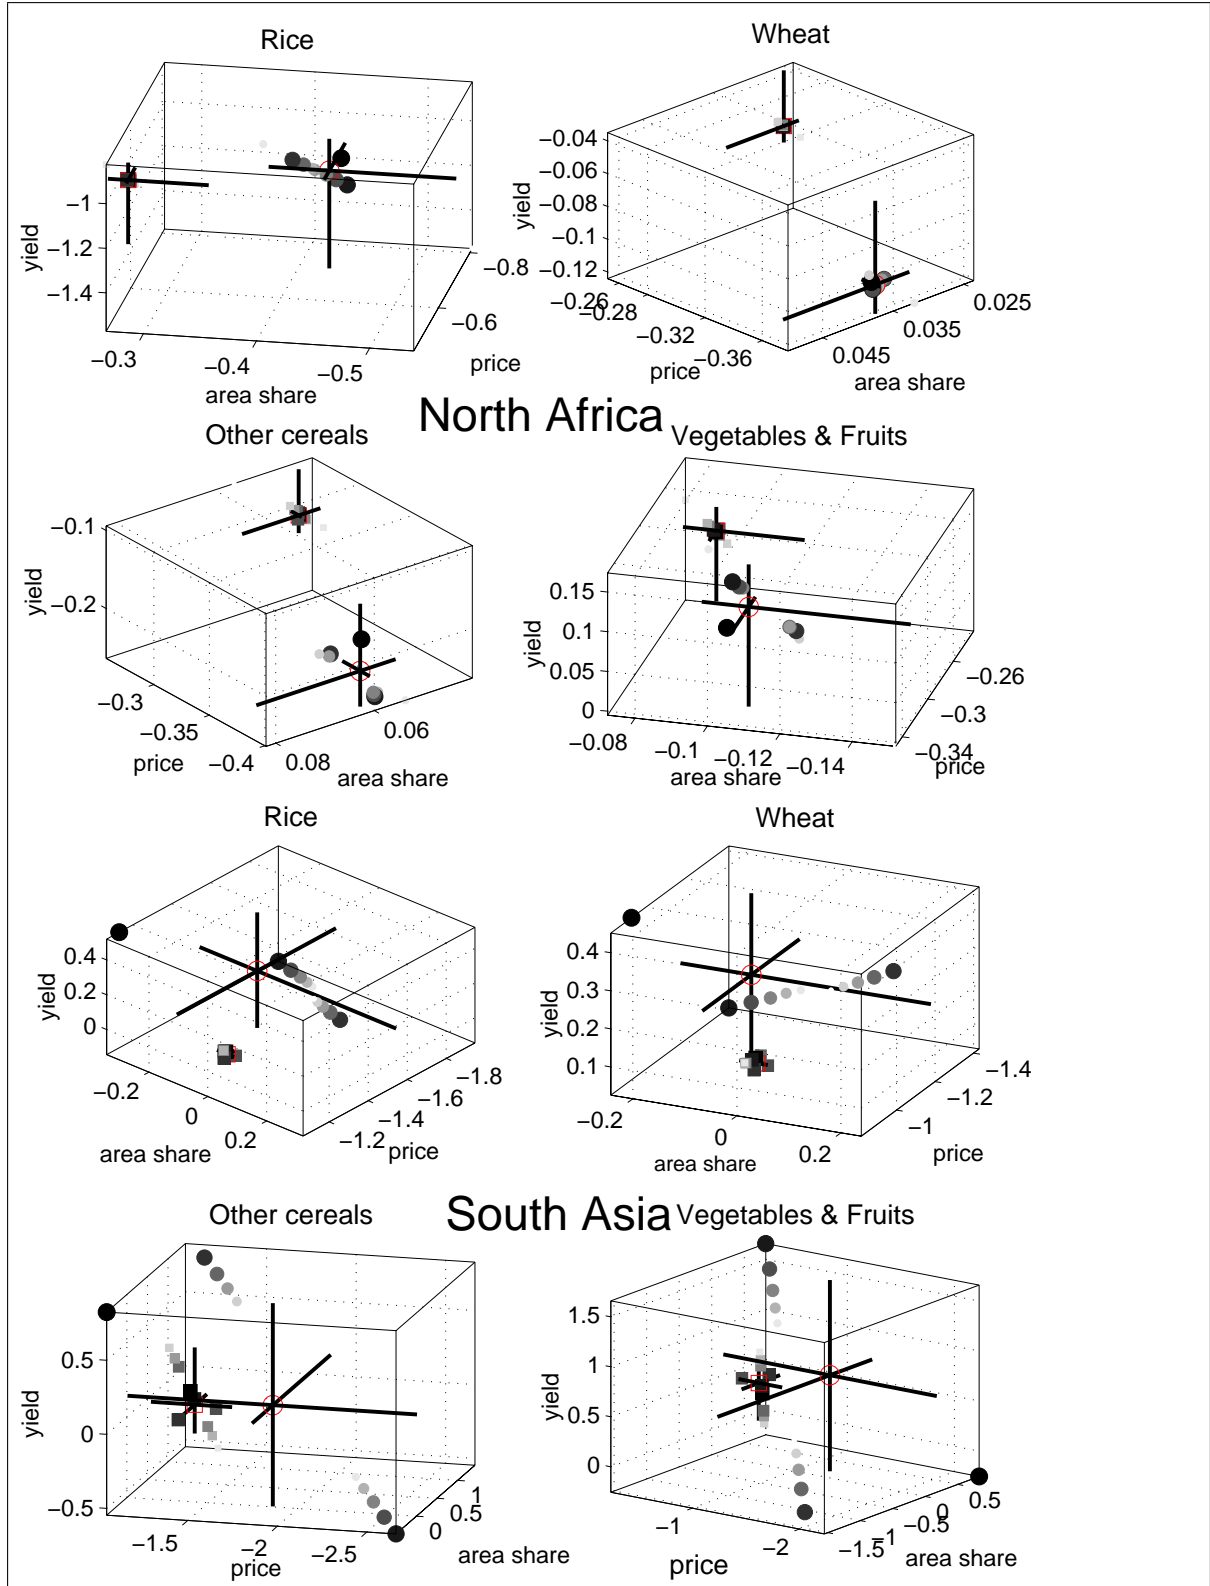 Rice
Wheat
yield
−1
−1.2
−1.4
−0.3
−0.4
−0.5
area share
−0.8
−0.6
price
yield
−0.04
−0.06
−0.08
−0.1
−0.12
−0.26
−0.28
−0.32
−0.36
price
0.045
0.035
0.025
area share
North Africa
Other cereals
Vegetables & Fruits
yield
−0.1
−0.2
−0.3
−0.35
−0.4
price
0.08
0.06
area share
yield
0.15
0.1
0.05
0
−0.08
−0.1
−0.12
−0.14
area share
−0.26
−0.3
−0.34
price
Rice
Wheat
yield
0.4
0.2
0
−0.2
0
0.2
area share
−1.8
−1.6
−1.4
−1.2
price
yield
0.4
0.3
0.2
0.1
−0.2
0
0.2
area share
−1.4
−1.2
−1
price
South Asia
Other cereals
Vegetables & Fruits
yield
0.5
0
−0.5
−1.5
−2
−2.5
price
1
0.5
0
area share
yield
1.5
1
0.5
0
−1
−2
price
−1.5
−1
−0.5
0
0.5
area share